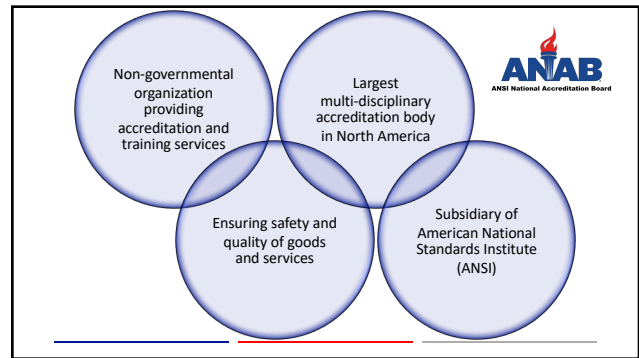 Non-governmental
organization
providing
accreditation and
training services
Largest
multi-disciplinary
accreditation body
in North America
ANAB
ANSI National Accreditation Board
Ensuring safety and
quality of goods
and services
Subsidiary of
American National
Standards Institute
(ANSI)